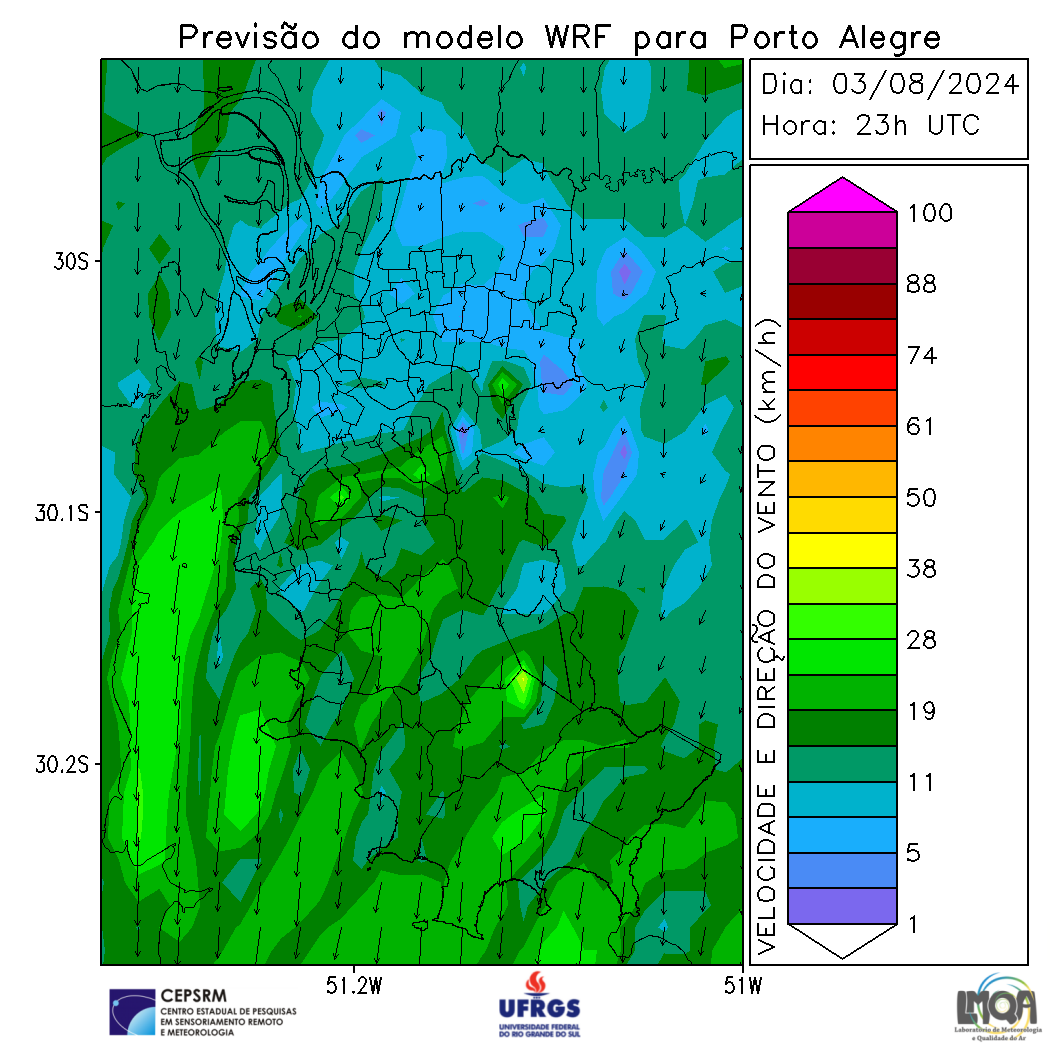 Previsão do modelo WRF para Porto Alegre
Dia: 03/08/2024
Hora: 23h UTC
30S
30.1S
30.2S
51.2W
51W
VELOCIDADE E DIREÇÃO DO VENTO (km/h)
100
88
74
61
50
38
28
19
11
5
1
CEPSRM
CENTRO ESTADUAL DE PESQUISAS
EM SENSORIAMENTO REMOTO
E METEOROLOGIA
UFRGS
UNIVERSIDADE FEDERAL
DO RIO GRANDE DO SUL
LMQA
Laboratório de Meteorologia
e Qualidade do Ar